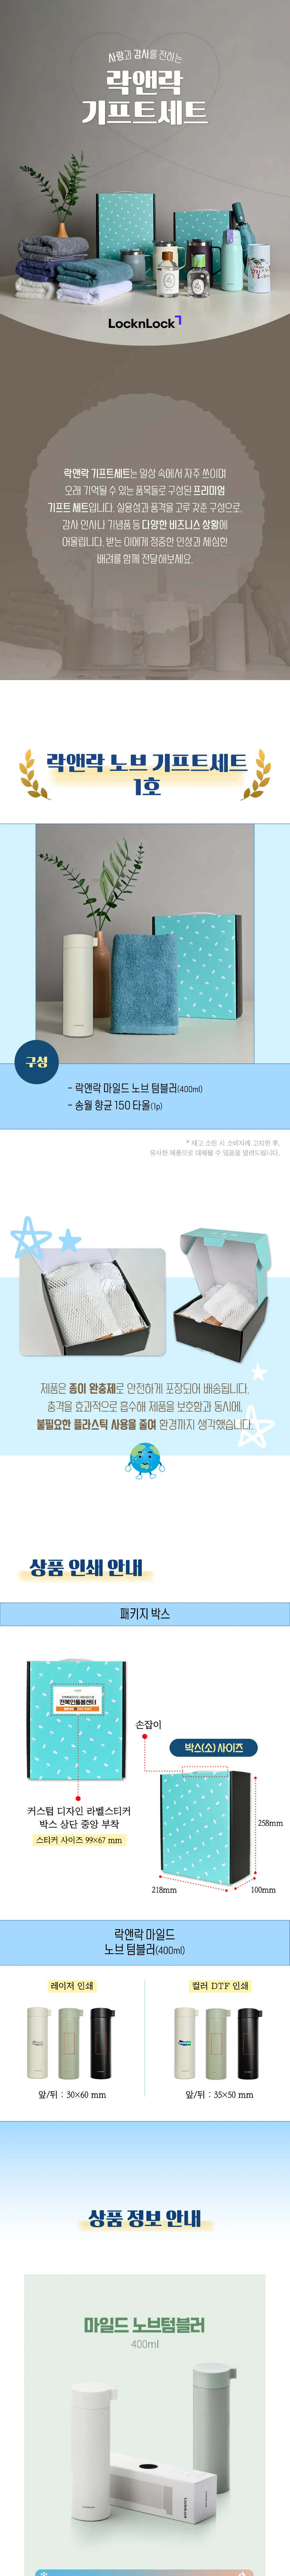 사랑과 감사를 전하는
락앤락
기프트세트
LocknLock
락앤락 기프트세트는 일상 속에서 자주 쓰이며
오래 기억될 수 있는 품목들로 구성된 프리미엄
기프트 세트입니다. 실용성과 품격을 고루 갖춘 구성으로,
감사 인사나 기념품 등 다양한 비즈니스 상황에
어울립니다. 받는 이에게 정중한 인상과 세심한
배려를 함께 전달해보세요.
락앤락 노브 기프트세트
1호
구성
- 락앤락 마일드 노브 텀블러(400ml)
- 송월 항균 150 타올(1p)
* 재고 소진 시 소비자께 고지한 후,
유사한 제품으로 대체될 수 있음을 알려드립니다.
제품은 종이 완충재로 안전하게 포장되어 배송됩니다.
충격을 효과적으로 흡수해 제품을 보호함과 동시에,
불필요한 플라스틱 사용을 줄여 환경까지 생각했습니다.
상품 인쇄 안내
패키지 박스
전북인틀봄센터
손잡이
박스(소) 사이즈
커스텀 디자인 라벨스티커
박스 상단 중앙 부착
스티커 사이즈 99×67 mm
258mm
218mm
100mm
락앤락 마일드
노브 텀블러(400ml)
레이저 인쇄
컬러 DTF 인쇄
앞/뒤 : 30×60 mm
앞/뒤 : 35×50 mm
상품 정보 안내
마일드 노브텀블러
400ml
LocknLock